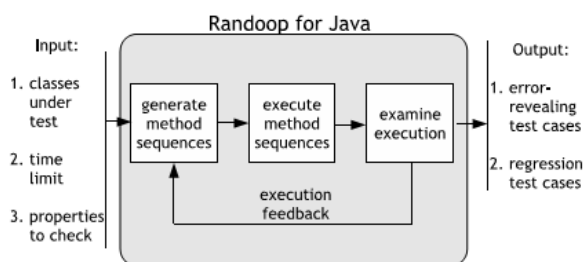 Randoop for Java
Input:
1. classes
under
test
2. time
limit
3. properties
to check
generate
method
sequences
execute
method
sequences
examine
execution
execution
feedback
Output:
1. error-
revealing
test cases
2. regression
test cases